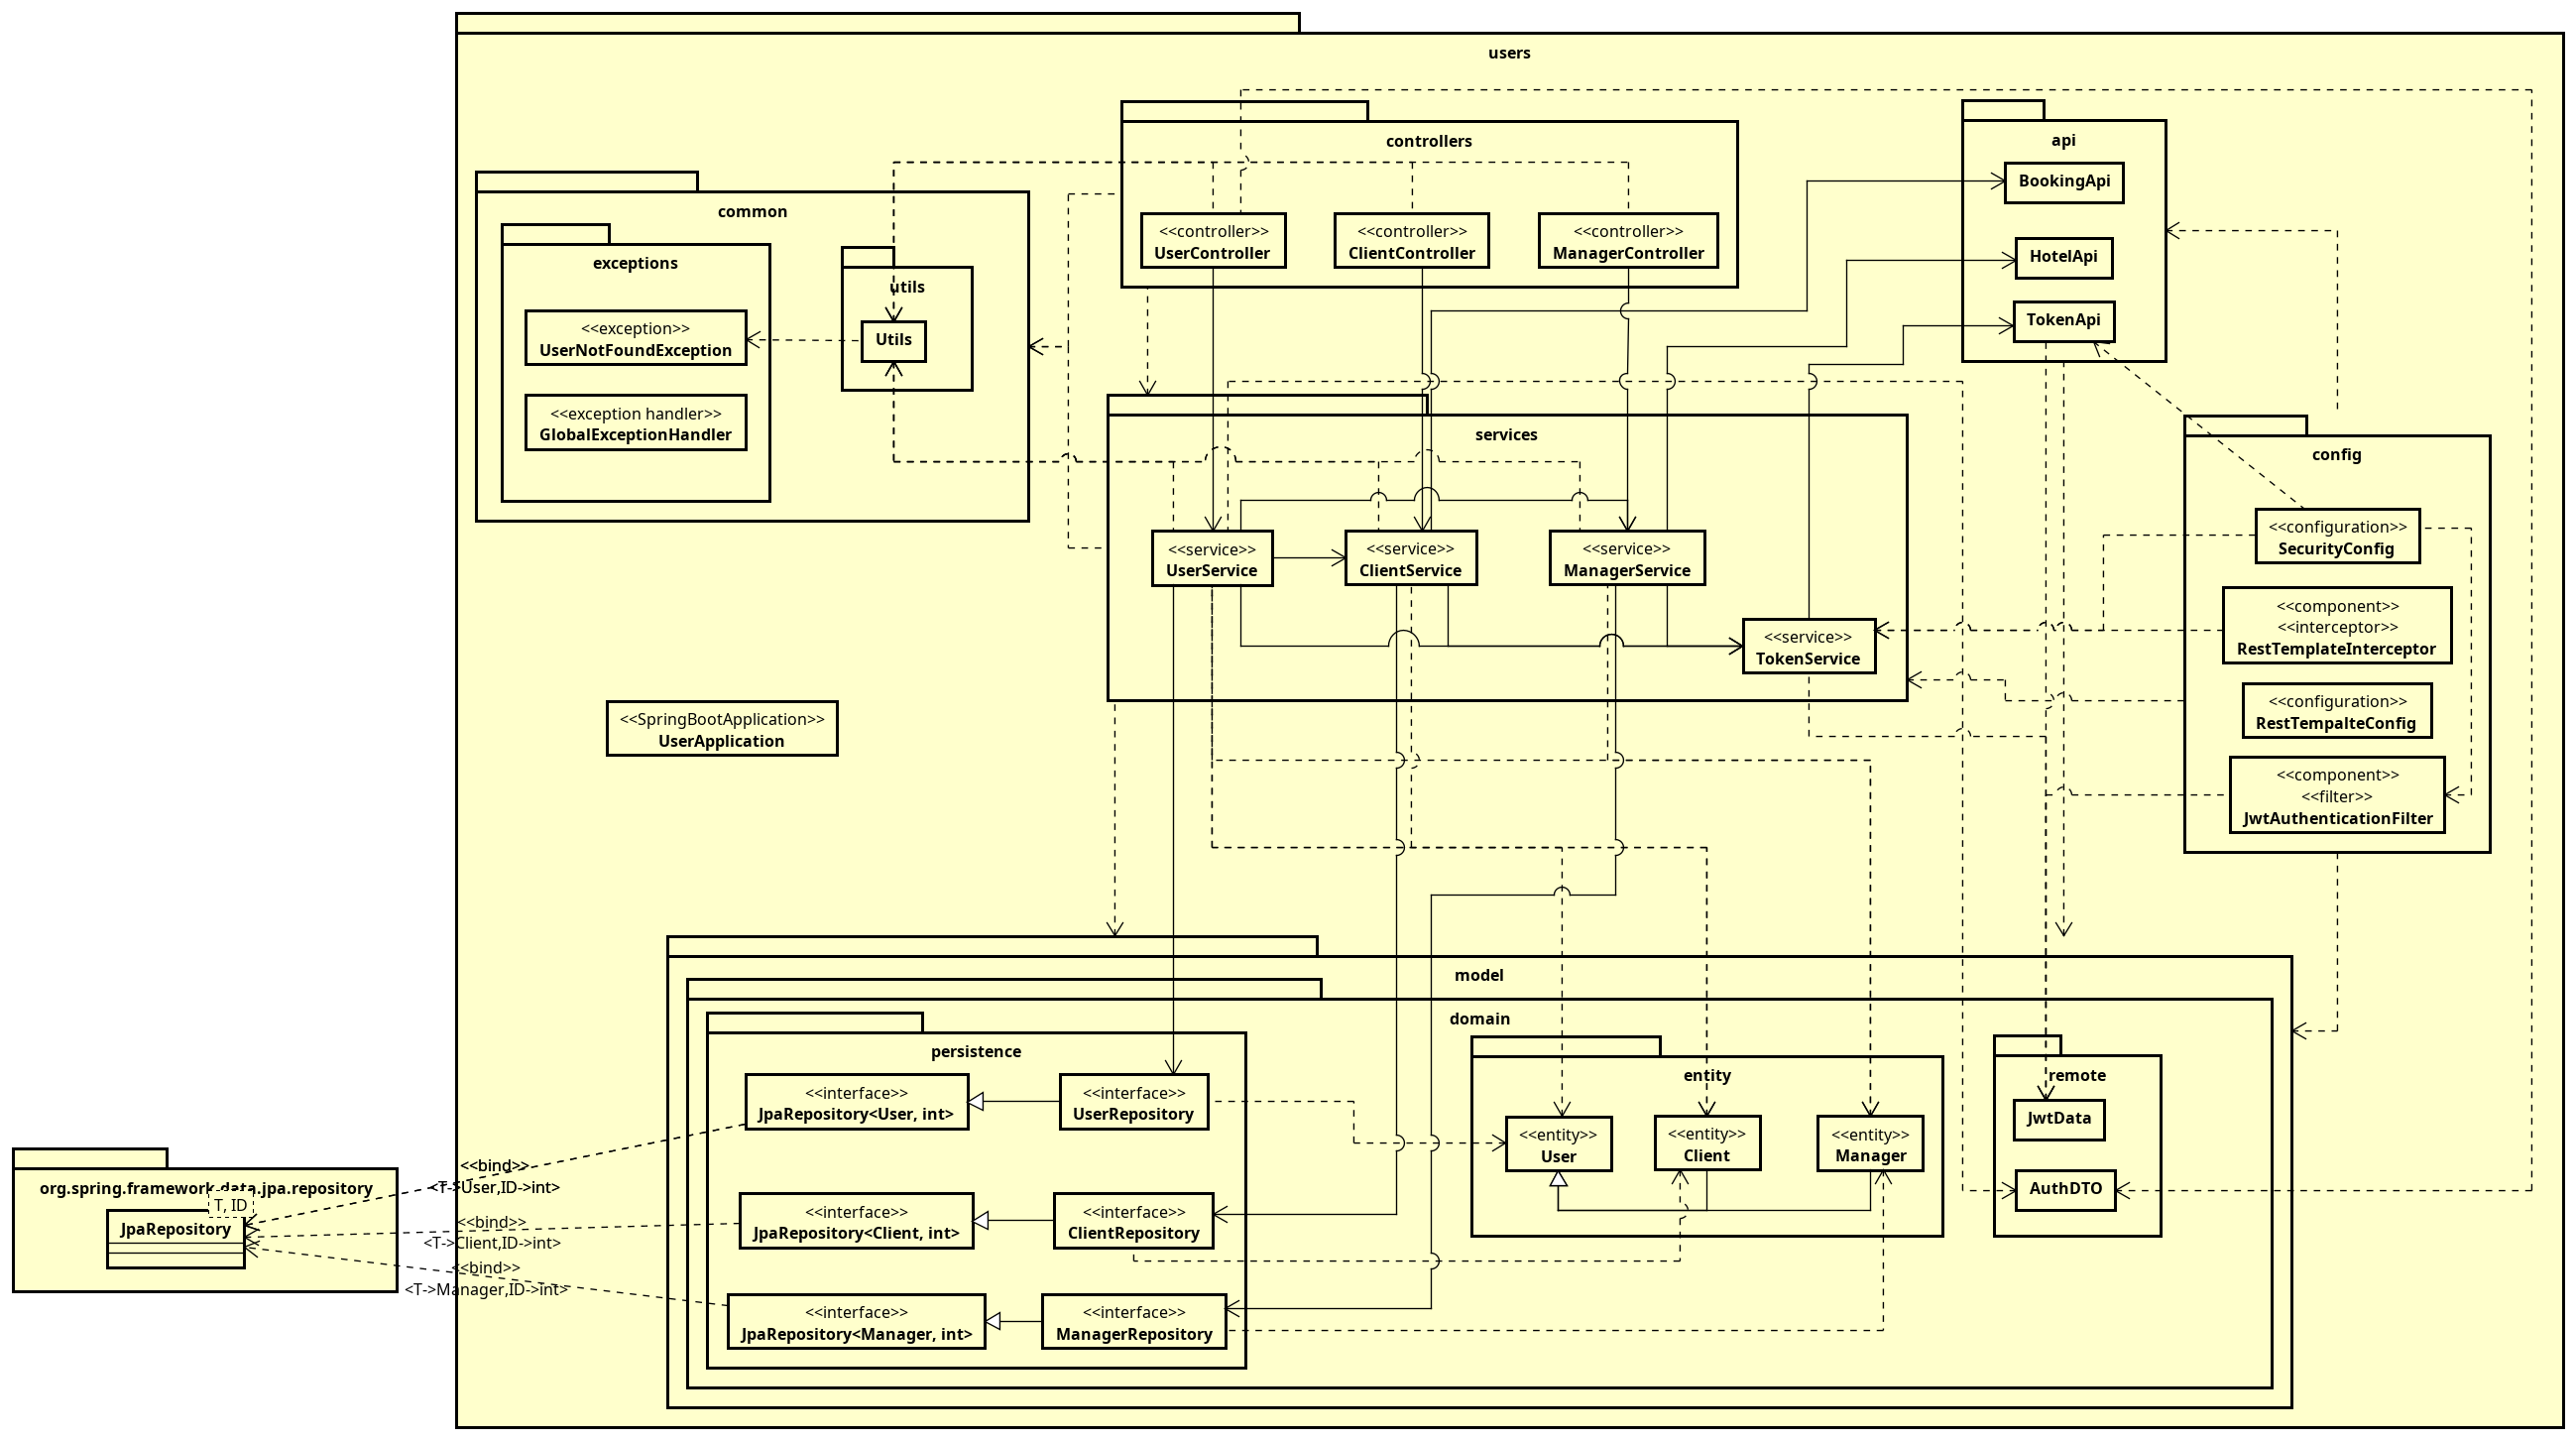 users
controllers
<<controller>>
UserController
<<controller>>
ClientController
<<controller>>
ManagerController
api
BookingApi
HotelApi
TokenApi
common
exceptions
<<exception>>
UserNotFoundException
<<exception handler>>
GlobalExceptionHandler
utils
Utils
services
<<service>>
UserService
<<service>>
ClientService
<<service>>
ManagerService
<<service>>
TokenService
config
<<configuration>>
SecurityConfig
<<component>>
<<interceptor>>
RestTemplateInterceptor
<<configuration>>
RestTempalteConfig
<<component>>
<<filter>>
JwtAuthenticationFilter
<<SpringBootApplication>>
UserApplication
model
domain
persistence
<<interface>>
JpaRepository<User, int>
<<interface>>
UserRepository
<<interface>>
JpaRepository<Client, int>
<<interface>>
ClientRepository
<<interface>>
JpaRepository<Manager, int>
<<interface>>
ManagerRepository
entity
<<entity>>
User
<<entity>>
Client
<<entity>>
Manager
remote
JwtData
AuthDTO
org.spring.framework.data.jpa.repository
T, ID
JpaRepository
<<bind>>
<T->User,ID->int>
<<bind>>
<T->Client,ID->int>
<<bind>>
<T->Manager,ID->int>